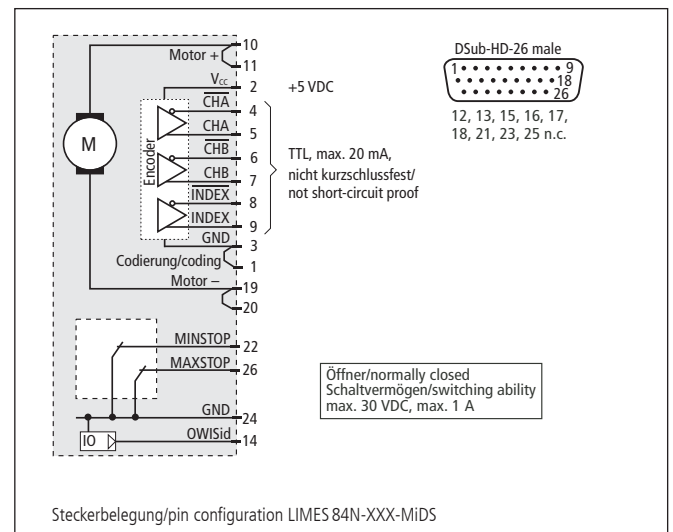 Motor +
10
11
V<sub>cc</sub>
2
+5 VDC
C̅H̅A̅
4
CHA
5
C̅H̅B̅
6
CHB
7
I̅N̅D̅E̅X̅
8
INDEX
9
GND
3
Codierung/coding
1
Motor –
19
20
M
Encoder
TTL, max. 20 mA,
nicht kurzschlussfest/
not short-circuit proof
DSub-HD-26 male
1 9
18
26
12, 13, 15, 16, 17,
18, 21, 23, 25 n.c.
MINSTOP
22
MAXSTOP
26
GND
24
IO
OWISid
14
Öffner/normally closed
Schaltvermögen/switching ability
max. 30 VDC, max. 1 A
Steckerbelegung/pin configuration LIMES 84N-XXX-MiDS